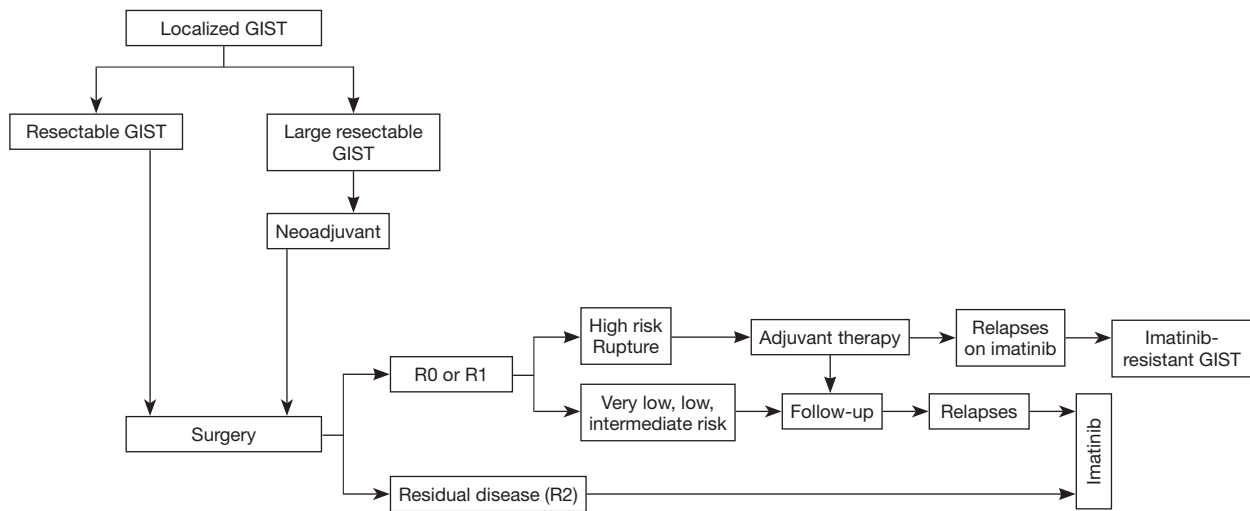 Localized GIST
Resectable GIST
Large resectable
GIST
Neoadjuvant
Surgery
R0 or R1
Residual disease (R2)
High risk
Rupture
Very low, low,
intermediate risk
Adjuvant therapy
Follow-up
Relapses
on imatinib
Relapses
Imatinib-
resistant GIST
Imatinib